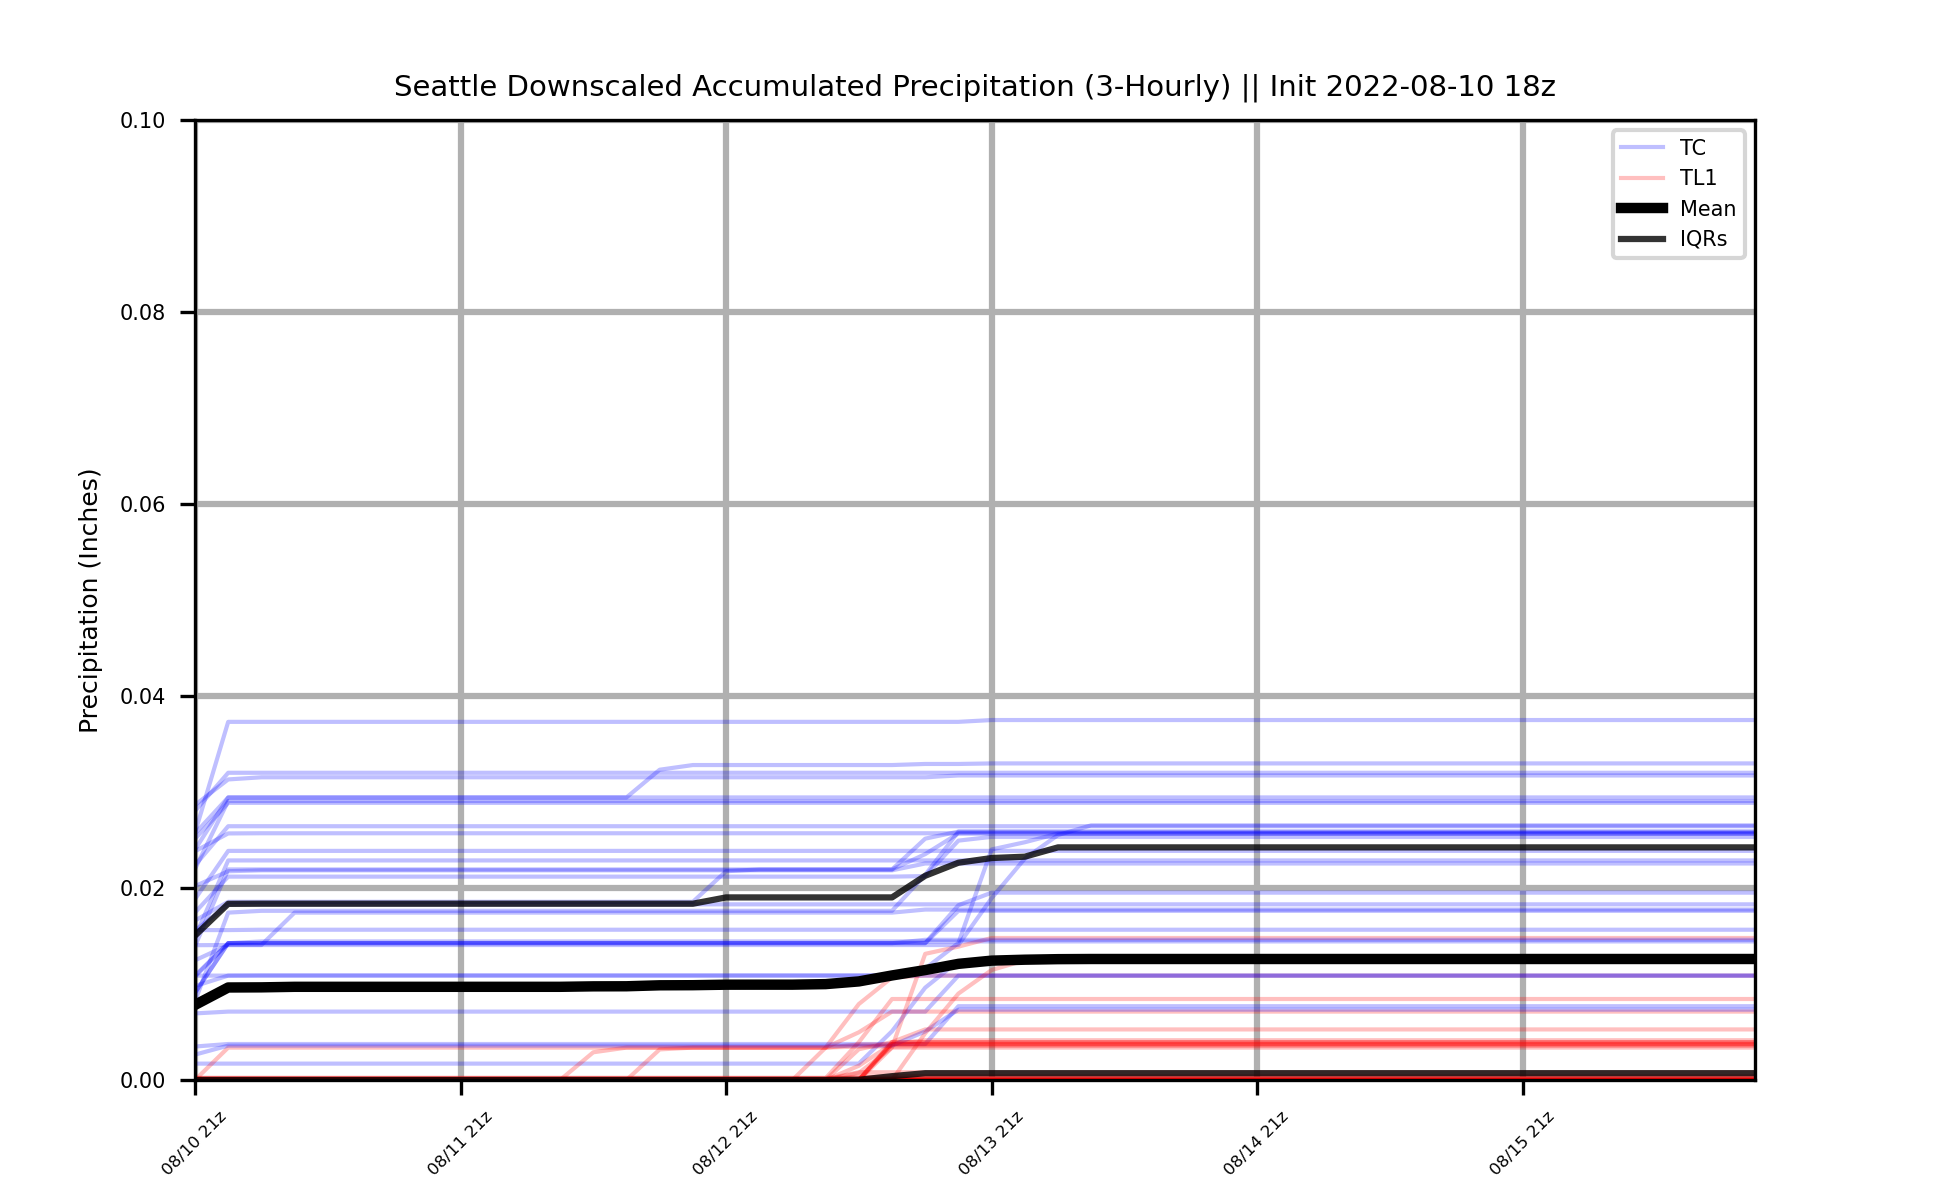 Seattle Downscaled Accumulated Precipitation (3-Hourly) || Init 2022-08-10 18z
TC
TL1
Mean
IQRs
Precipitation (Inches)
0.10
0.08
0.06
0.04
0.02
0.00
08/10 21z
08/11 21z
08/12 21z
08/13 21z
08/14 21z
08/15 21z